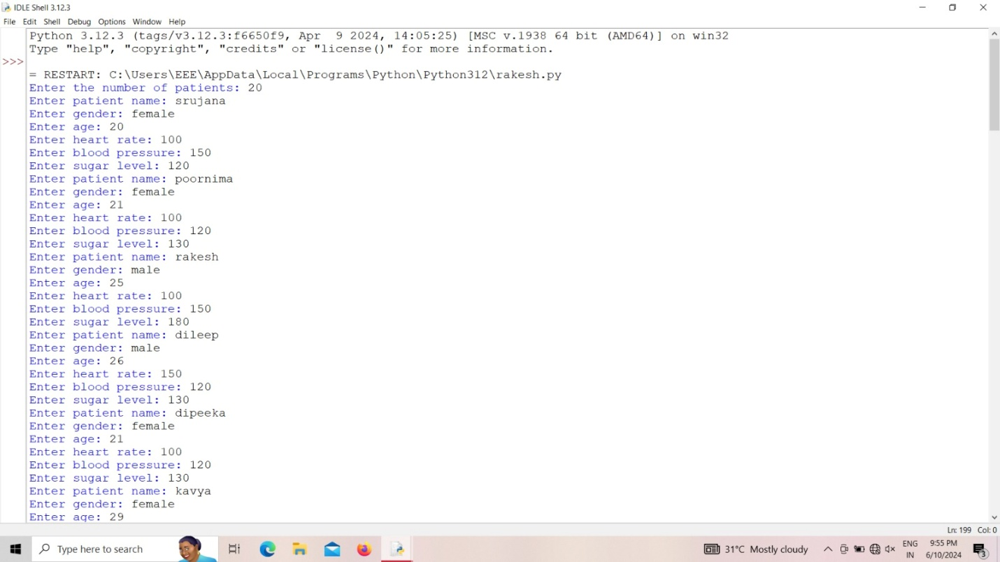 IDLE Shell 3.12.3
File Edit Shell Debug Options Window Help
Python 3.12.3 (tags/v3.12.3:f6650f9, Apr  9 2024, 14:05:25) [MSC v.1938 64 bit (AMD64)] on win32
Type "help", "copyright", "credits" or "license()" for more information.
>>>
= RESTART: C:\Users\EEE\AppData\Local\Programs\Python\Python312\rakesh.py
Enter the number of patients: 20
Enter patient name: srujana
Enter gender: female
Enter age: 20
Enter heart rate: 100
Enter blood pressure: 150
Enter sugar level: 120
Enter patient name: poornima
Enter gender: female
Enter age: 21
Enter heart rate: 100
Enter blood pressure: 120
Enter sugar level: 130
Enter patient name: rakesh
Enter gender: male
Enter age: 25
Enter heart rate: 100
Enter blood pressure: 150
Enter sugar level: 180
Enter patient name: dileep
Enter gender: male
Enter age: 26
Enter heart rate: 150
Enter blood pressure: 120
Enter sugar level: 130
Enter patient name: dipeeka
Enter gender: female
Enter age: 21
Enter heart rate: 100
Enter blood pressure: 120
Enter sugar level: 130
Enter patient name: kavya
Enter gender: female
Enter age: 29
Ln: 199 Col: 0
Type here to search
31°C Mostly cloudy
ENG
IN
9:55 PM
6/10/2024
3